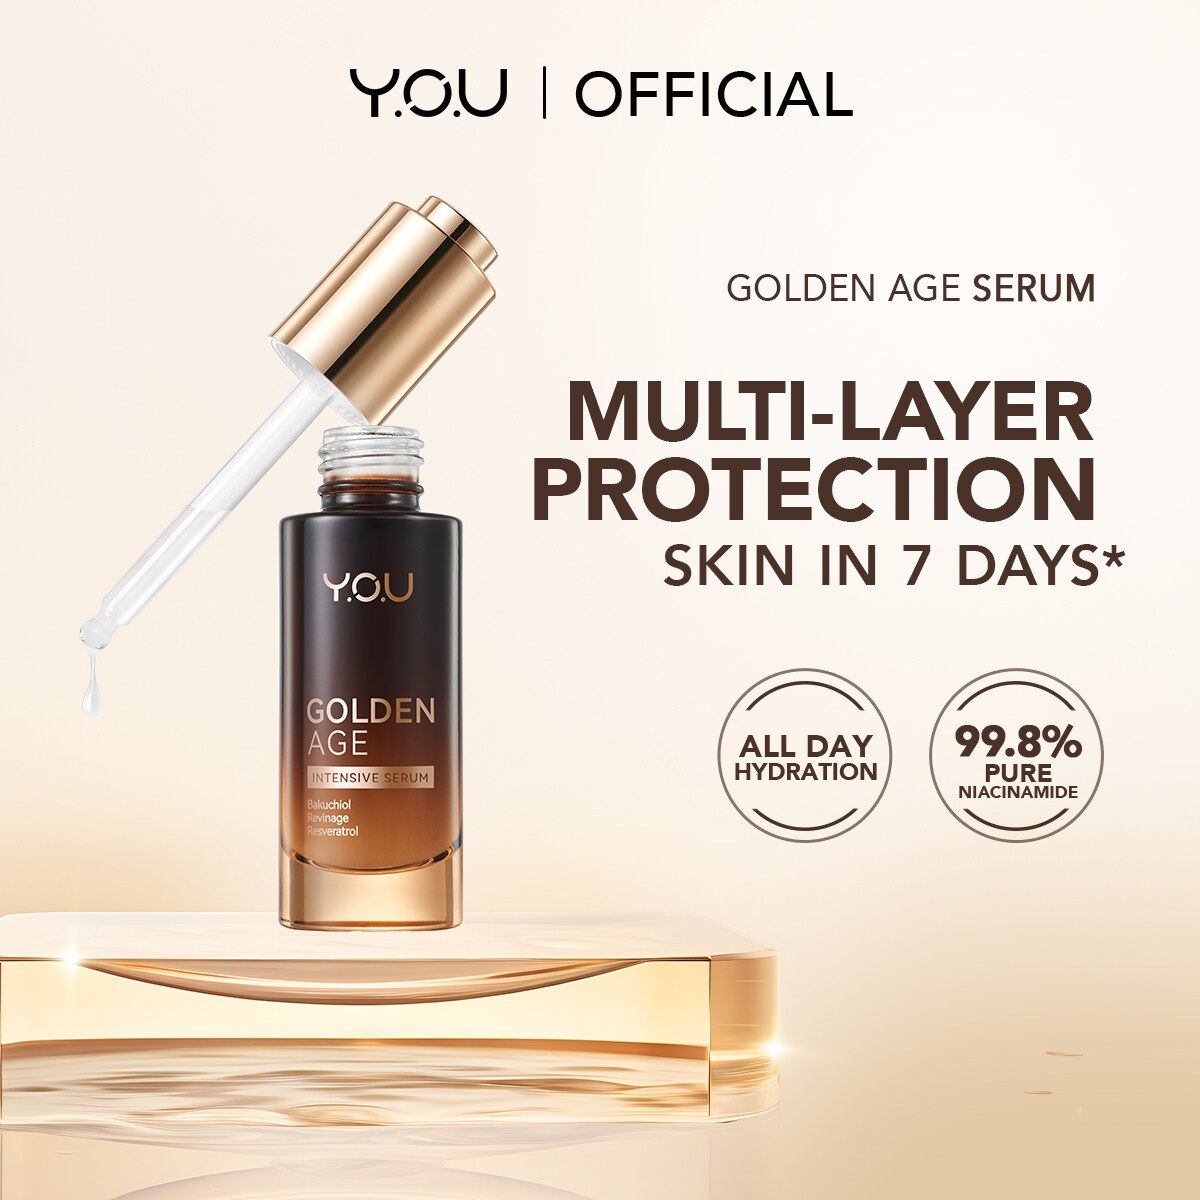 Y.O.U | OFFICIAL
GOLDEN AGE SERUM
MULTI-LAYER
PROTECTION
SKIN IN 7 DAYS*
ALL DAY
HYDRATION
99.8%
PURE
NIACINAMIDE
Y.O.U
GOLDEN
AGE
INTENSIVE SERUM
Bakuchiol
Revinage
Resveratrol